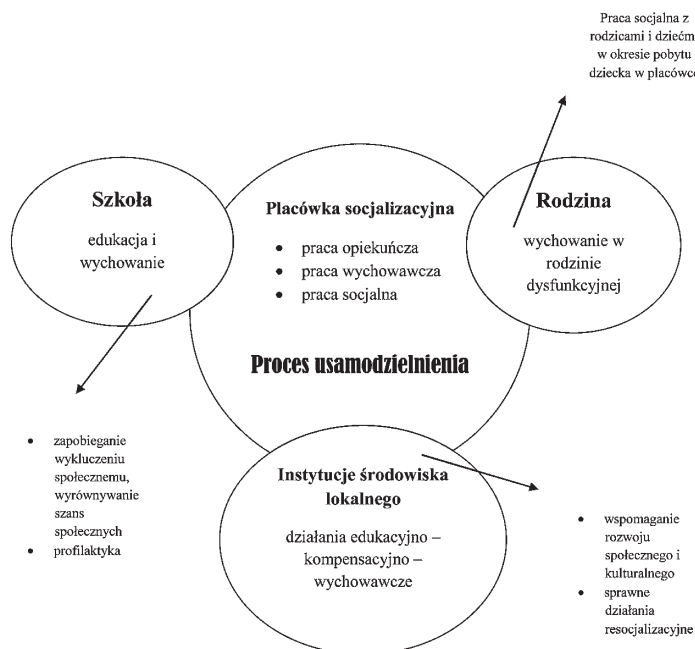 Praca socjalna z
rodzicami i dziećm
w okresie pobytu
dziecka w placówce
Szkoła
edukacja i
wychowanie
Placówka socjalizacyjna
• praca opiekuńcza
• praca wychowawcza
• praca socjalna
Proces usamodzielnienia
Rodzina
wychowanie w
rodzinie
dysfunkcyjnej
• zapobieganie
wykluczeniu
społecznemu,
wyrównywanie
szans
społecznych
• profilaktyka
Instytucje środowiska
lokalnego
działania edukacyjno –
kompensacyjno –
wychowawcze
• wspomaganie
rozwoju
społecznego i
kulturalnego
• sprawne
działania
resocjalizacyjne